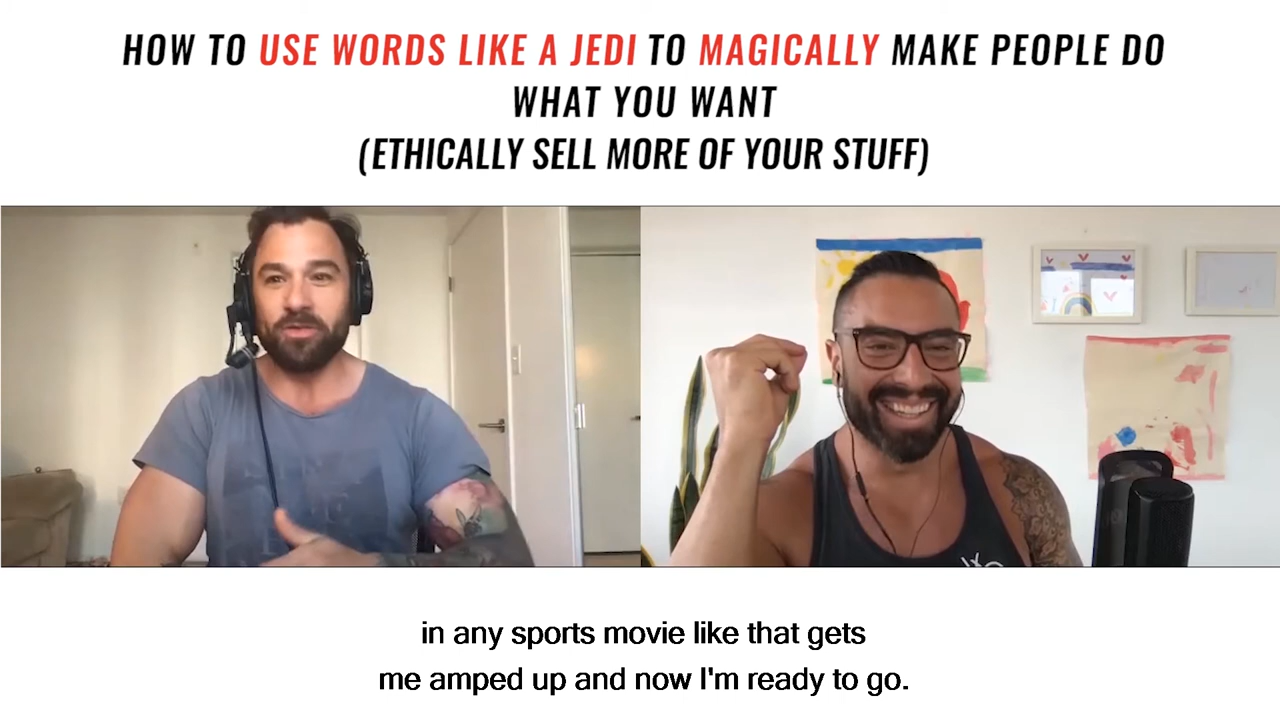 HOW TO USE WORDS LIKE A JEDI TO MAGICALLY MAKE PEOPLE DO
WHAT YOU WANT
(ETHICALLY SELL MORE OF YOUR STUFF)
in any sports movie like that gets
me amped up and now I'm ready to go.